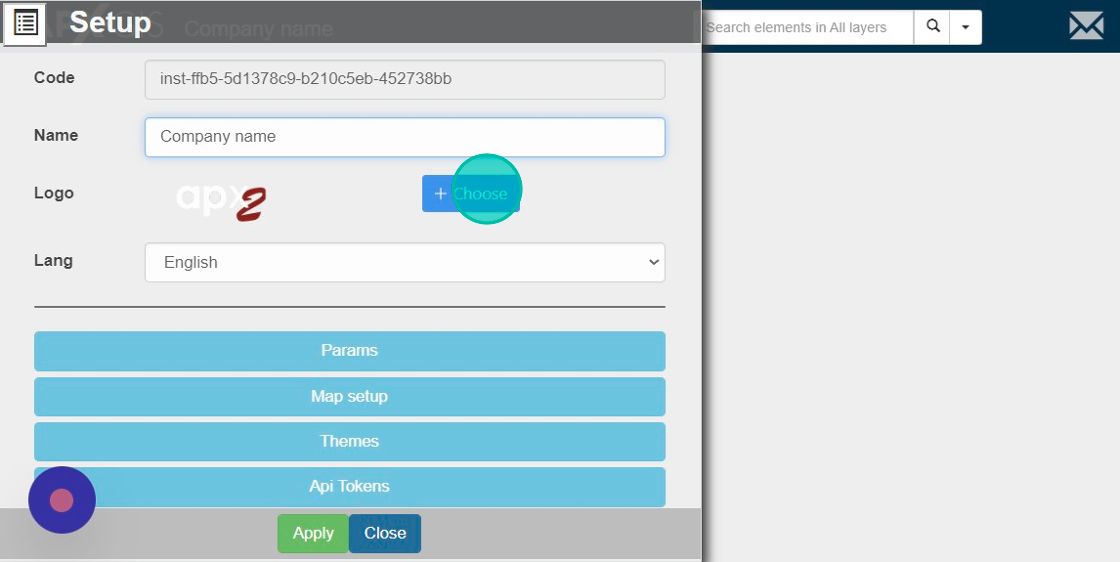 Setup
Company name
Search elements in All layers
Code
inst-ffb5-5d1378c9-b210c5eb-452738bb
Name
Company name
Logo
apx2
+ Choose
Lang
English
Params
Map setup
Themes
Api Tokens
Apply
Close